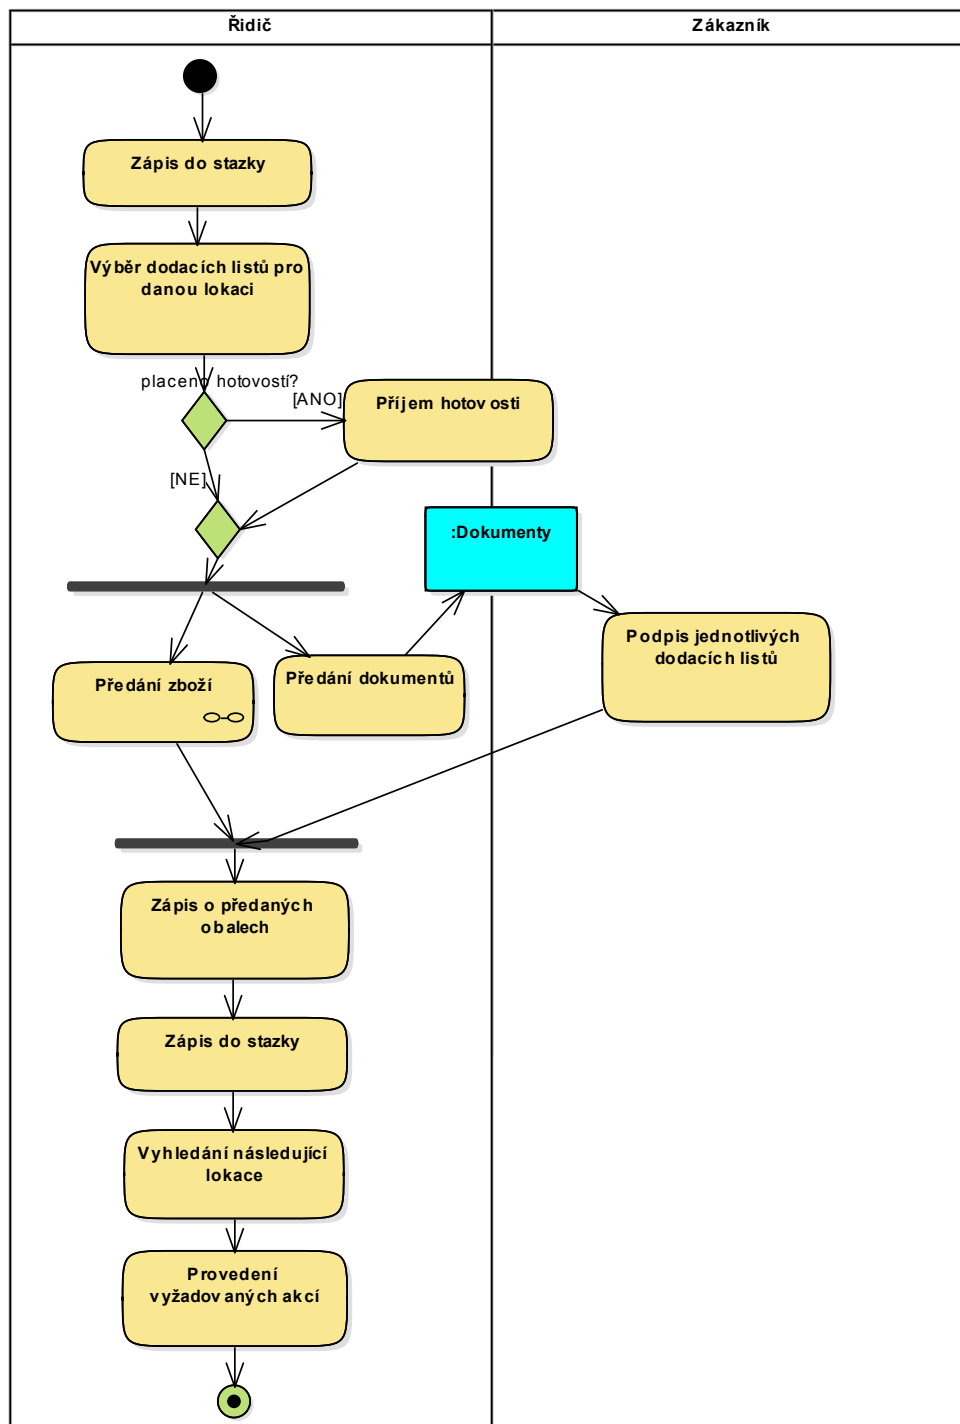 Řidič
Zákazník
Zápis do stazky
Výběr dodacích listů pro
danou lokaci
placeno hotovostí?
[ANO]
Příjem hotovosti
[NE]
:Dokumenty
Podpis jednotlivých
dodacích listů
Předání zboží
Předání dokumentů
Zápis o předaných
obalech
Zápis do stazky
Vyhledání následující
lokace
Provedení
vyžadovaných akcí